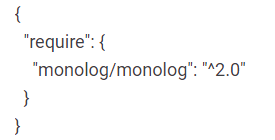 {
"require": {
"monolog/monolog": "^2.0"
}
}